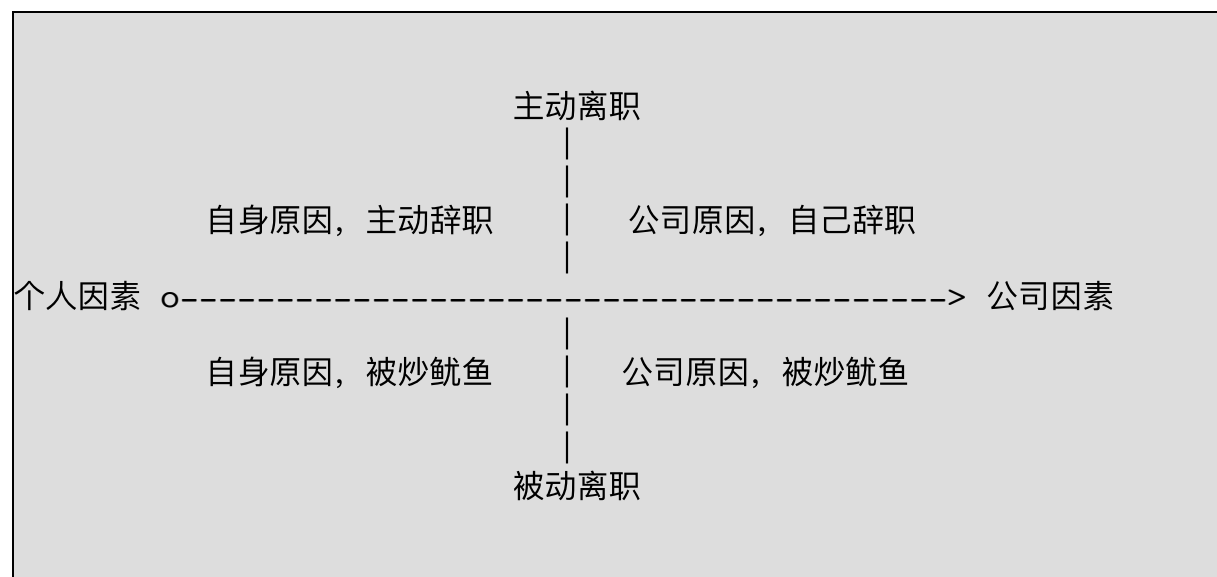 主动离职
|
|
自身原因，主动辞职 | 公司原因，自己辞职
|
个人因素 o----------------------------------------> 公司因素
|
自身原因，被炒鱿鱼 | 公司原因，被炒鱿鱼
|
|
被动离职